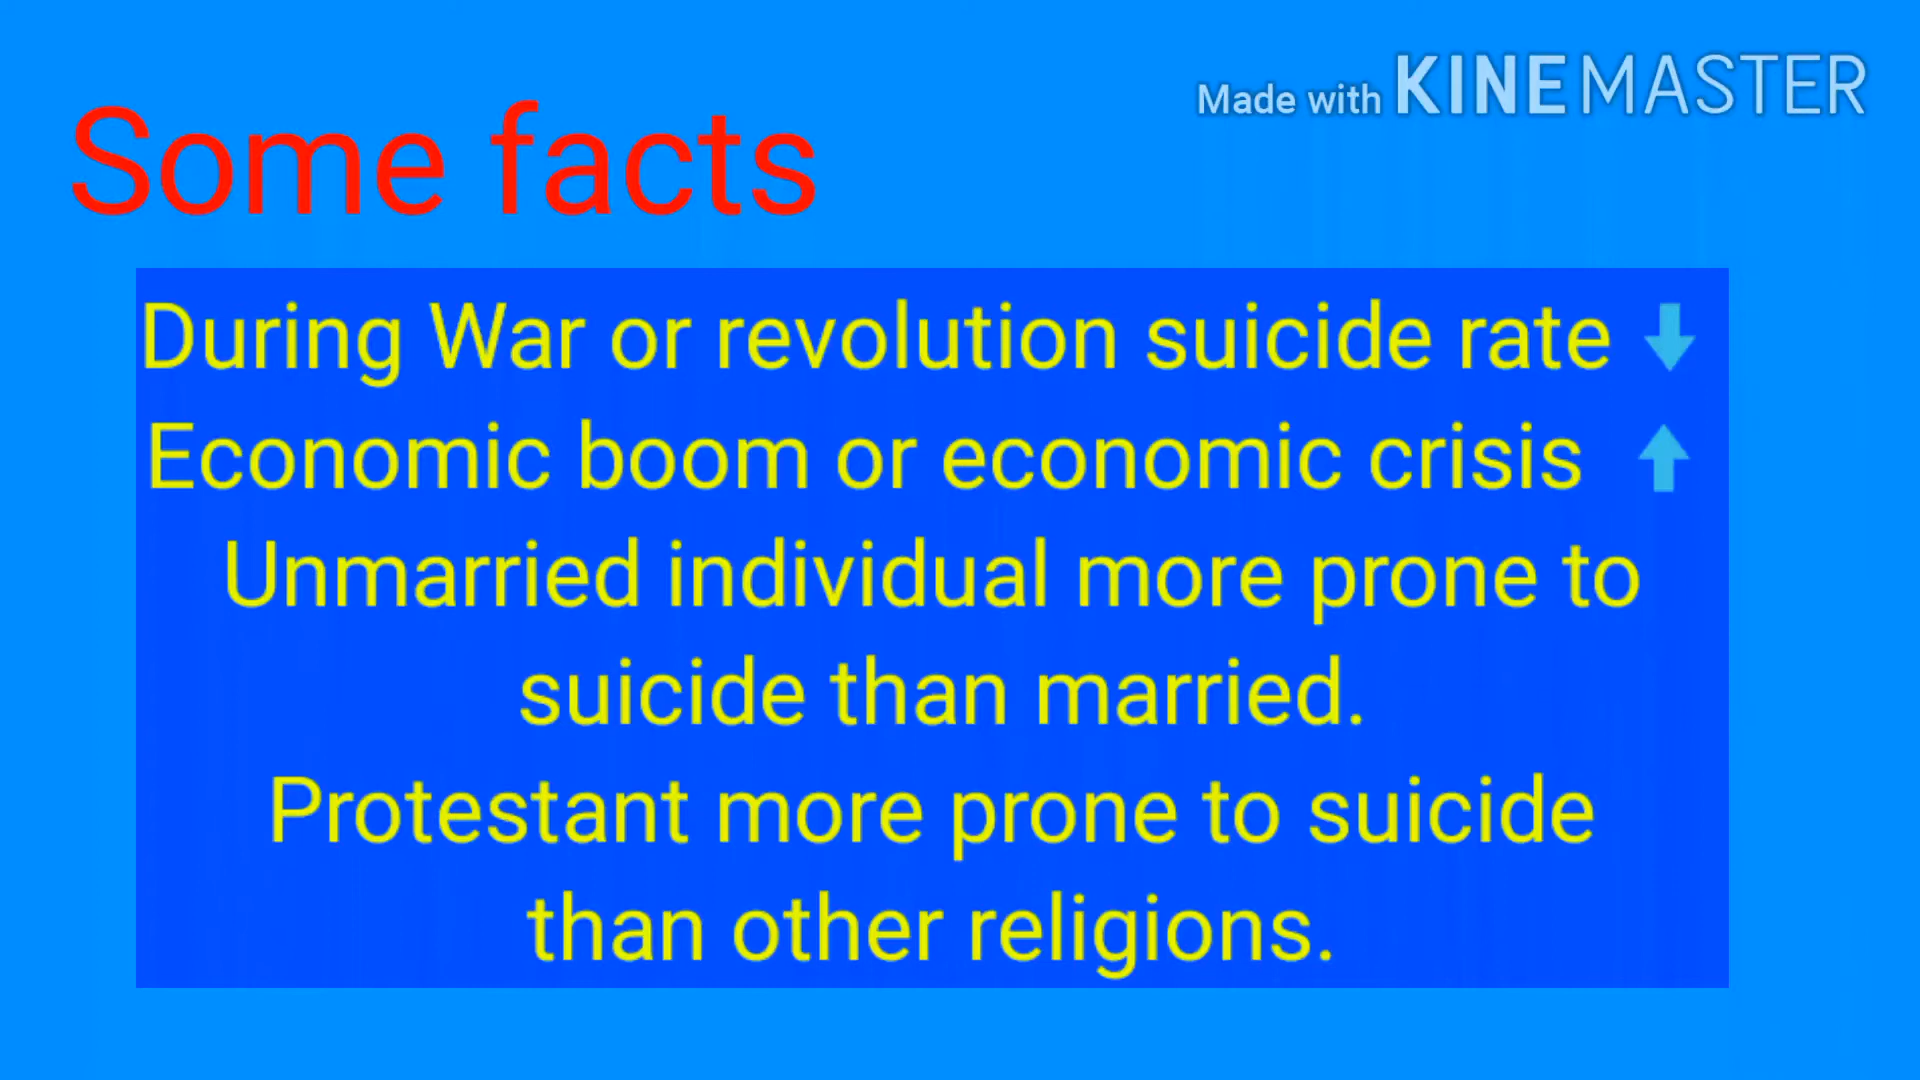 Made with KINEMASTER
Some facts
During War or revolution suicide rate ⬇
Economic boom or economic crisis ⬆
Unmarried individual more prone to
suicide than married.
Protestant more prone to suicide
than other religions.